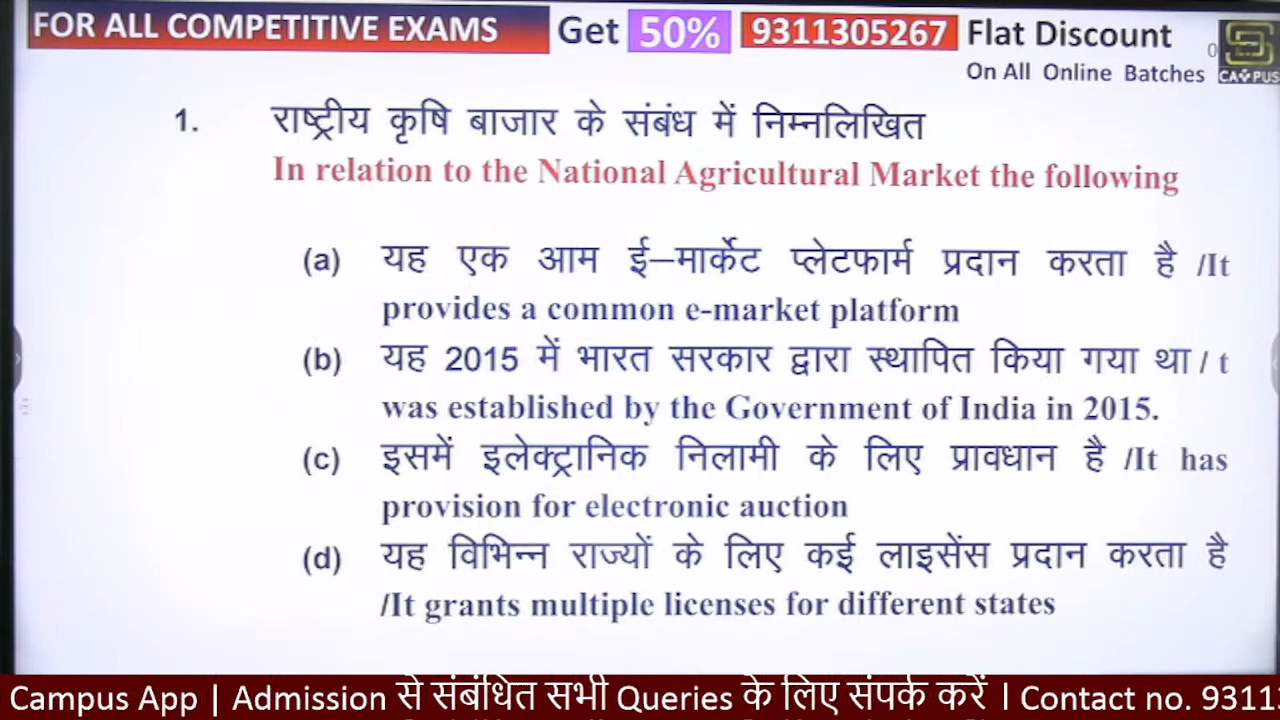 FOR ALL COMPETITIVE EXAMS Get 50% 9311305267 Flat Discount
On All Online Batches
CAMPUS
1. राष्ट्रीय कृषि बाजार के संबंध में निम्नलिखित
In relation to the National Agricultural Market the following
(a) यह एक आम ई–मार्केट प्लेटफार्म प्रदान करता है /It
provides a common e-market platform
(b) यह 2015 में भारत सरकार द्वारा स्थापित किया गया था / t
was established by the Government of India in 2015.
(c) इसमें इलेक्ट्रानिक निलामी के लिए प्रावधान है /It has
provision for electronic auction
(d) यह विभिन्न राज्यों के लिए कई लाइसेंस प्रदान करता है
/It grants multiple licenses for different states
Campus App | Admission से संबंधित सभी Queries के लिए संपर्क करें । Contact no. 9311